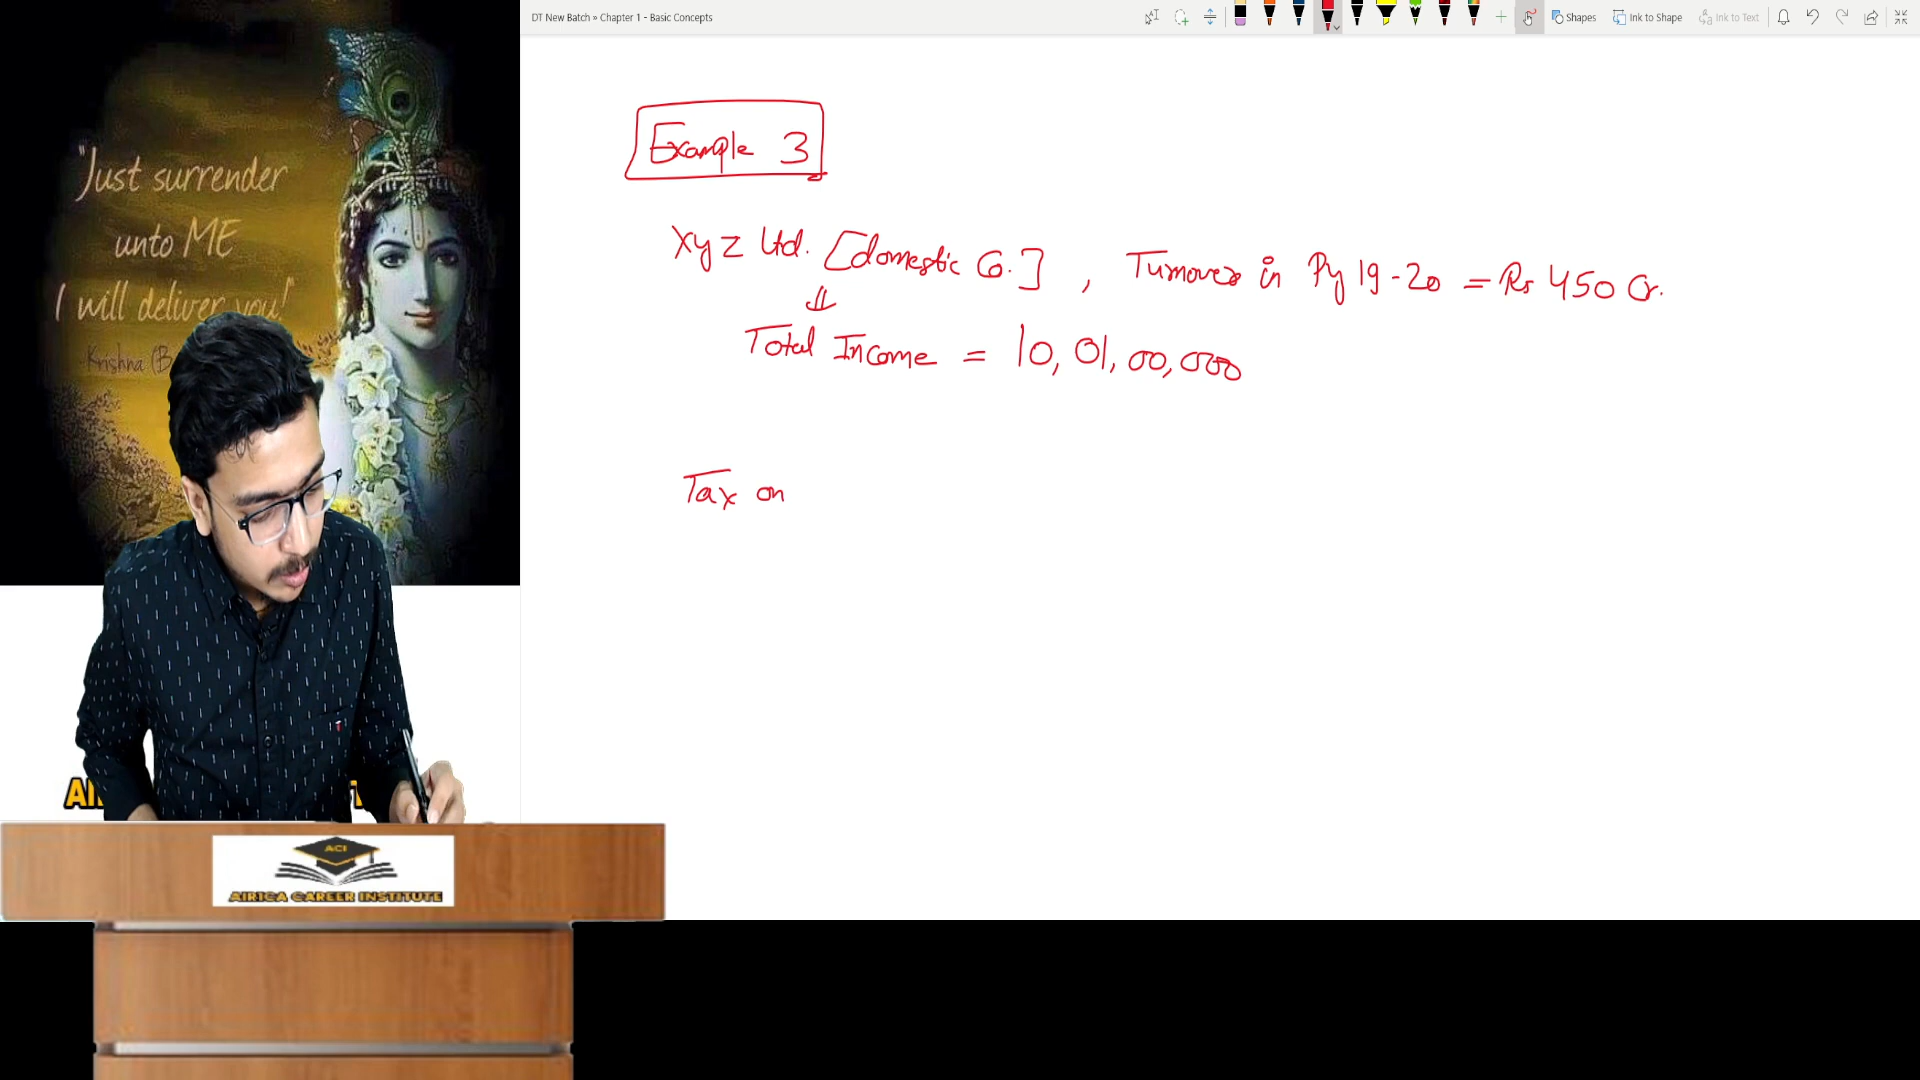 DT New Batch » Chapter 1 - Basic Concepts
Shapes
Ink to Shape
Ink to Text
"Just surrender
unto ME
I will deliver you!"
Krishna
Example 3
XYZ Ltd. [domestic Co.] , Turnover in Py 19-20 = Rs 450 Cr.
Total Income = 10,01,00,000
Tax on
ACI
AIRICA CAREER INSTITUTE